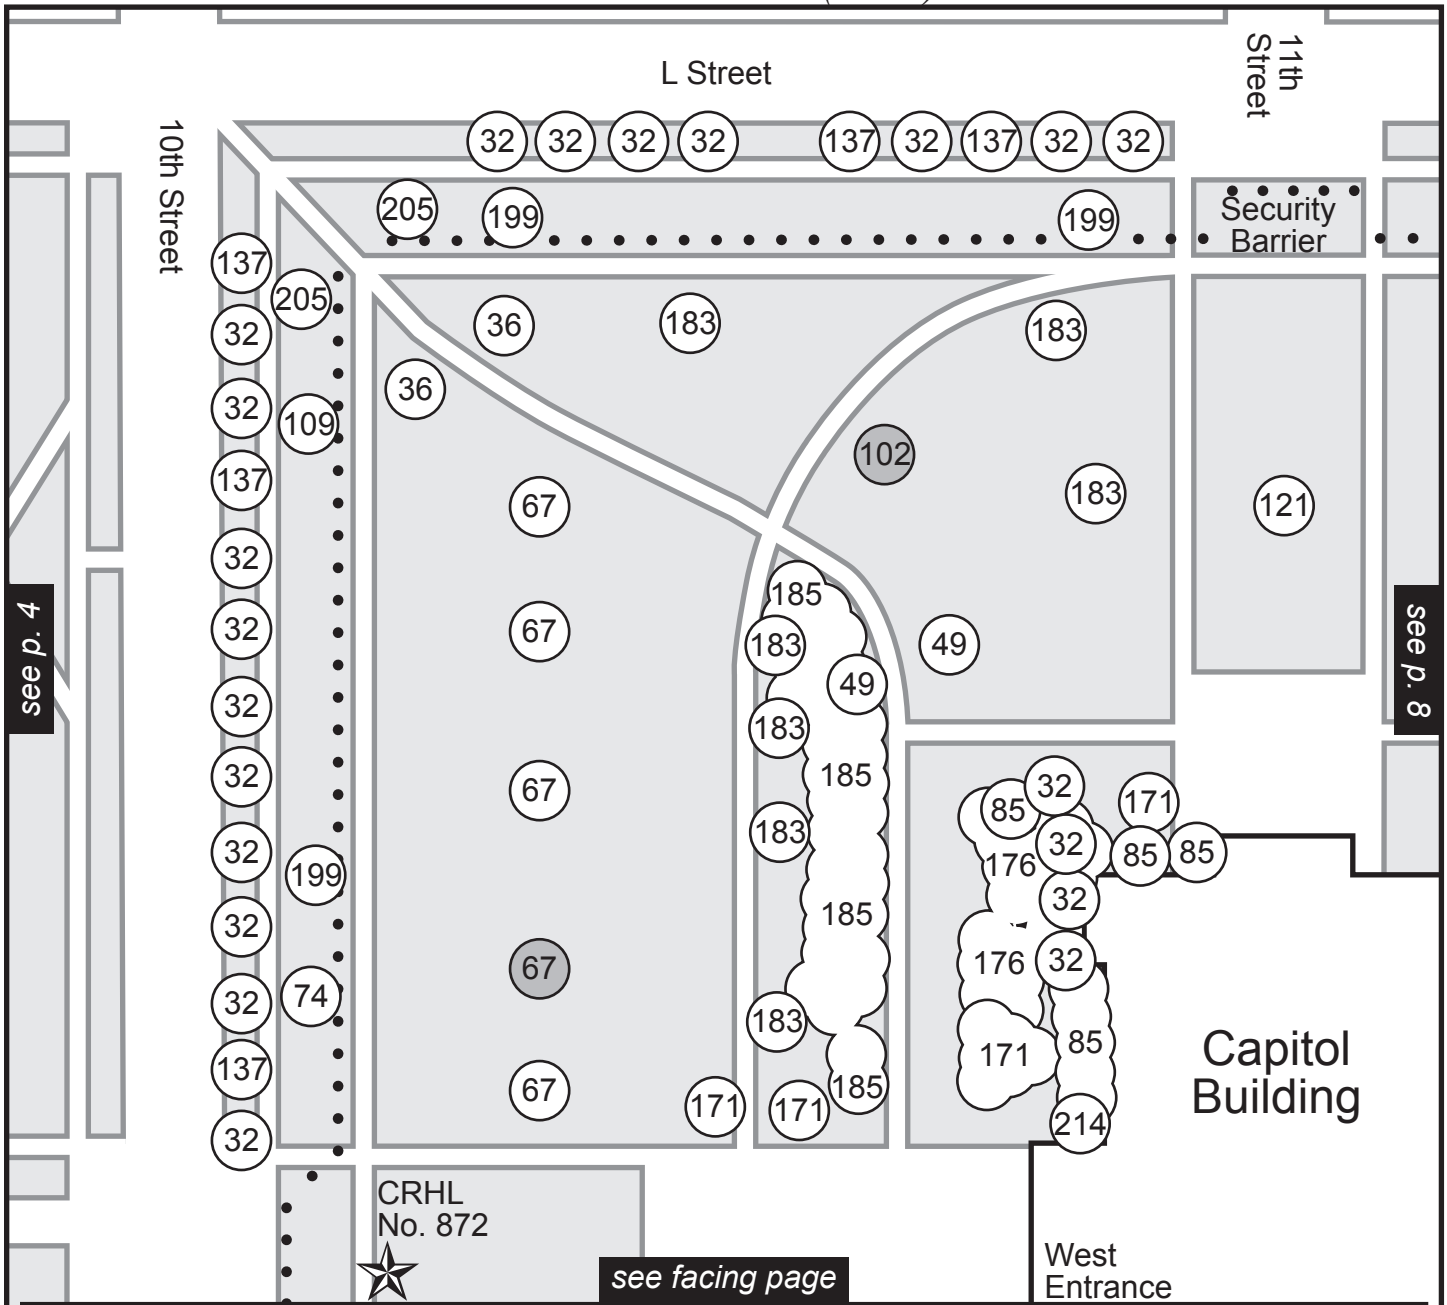 L Street
11th
Street
10th Street
32 32 32 32 137 32 137 32 32
205 199 199
Security
Barrier
137
205
32
36 183 183
36
32
109
102
137
67
183
121
32
185
see p. 4
see p. 8
32
67
183
49
49
32
183
32
67
185
32
171
85
183
32
32
85
85
176
199
32
32
185
67
176
32
74
32
183
85
171
137
67
185
171
171
214
32
Capitol
Building
CRHL
No. 872
West
Entrance
see facing page